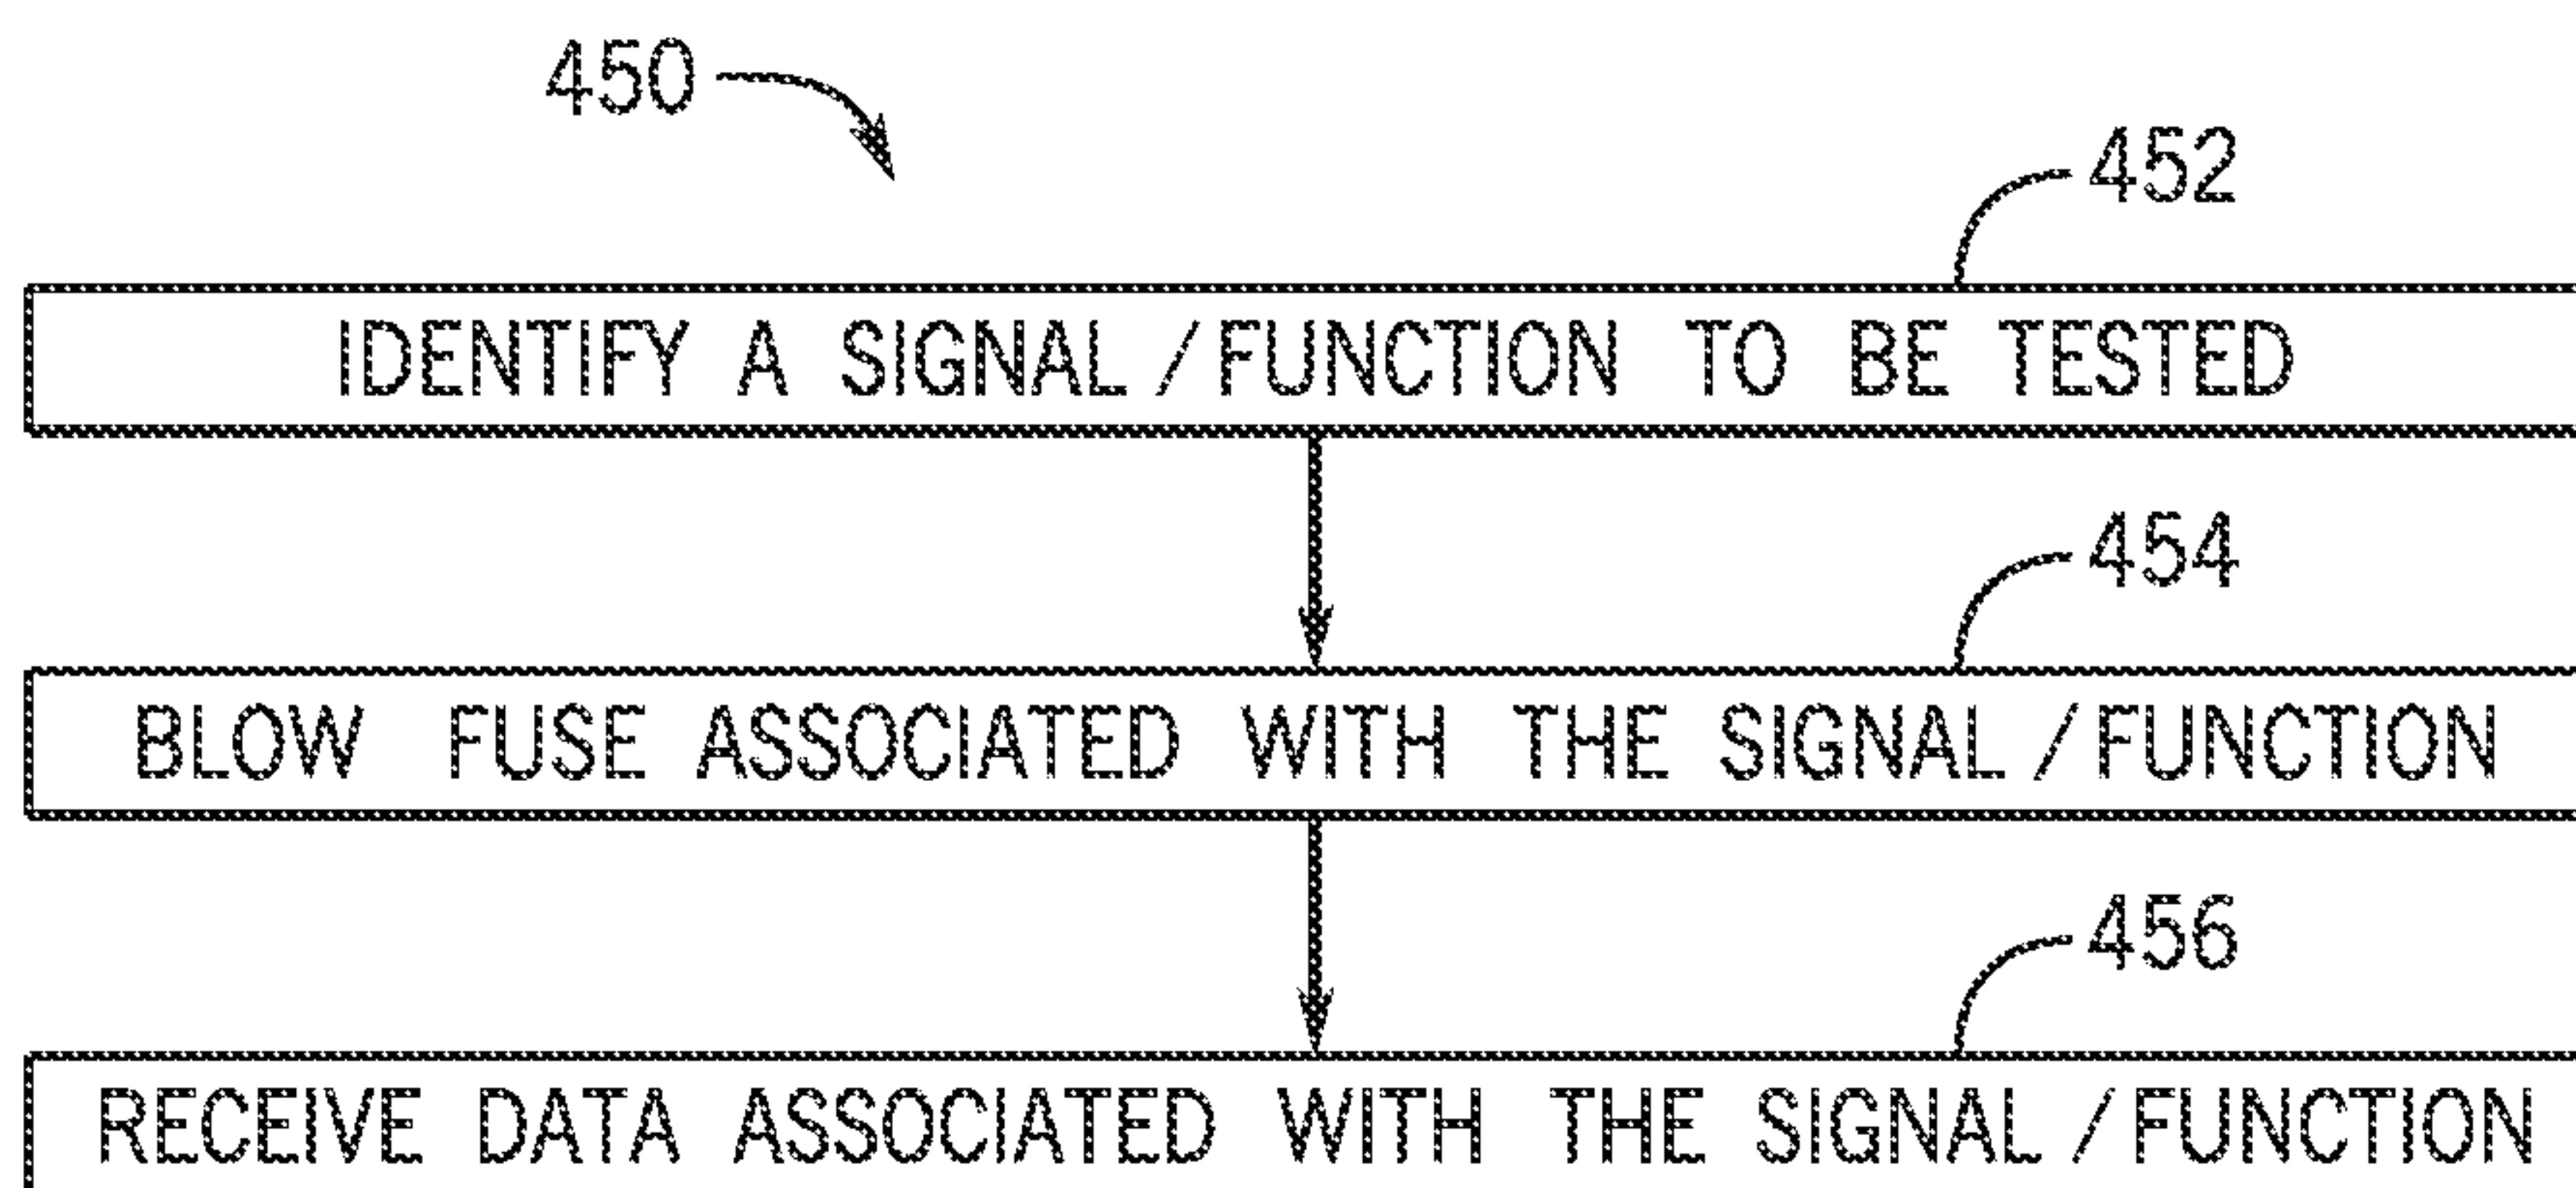 450
452
IDENTIFY A SIGNAL/FUNCTION TO BE TESTED
454
BLOW FUSE ASSOCIATED WITH THE SIGNAL/FUNCTION
456
RECEIVE DATA ASSOCIATED WITH THE SIGNAL/FUNCTION